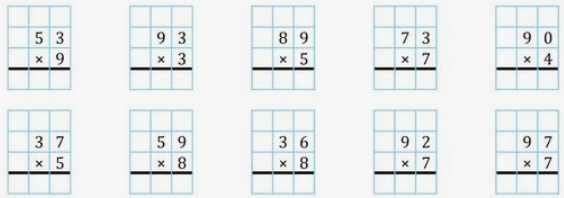 53 93 89 73 90
×9 ×3 ×5 ×7 ×4
37 59 36 92 97
×5 ×8 ×8 ×7 ×7